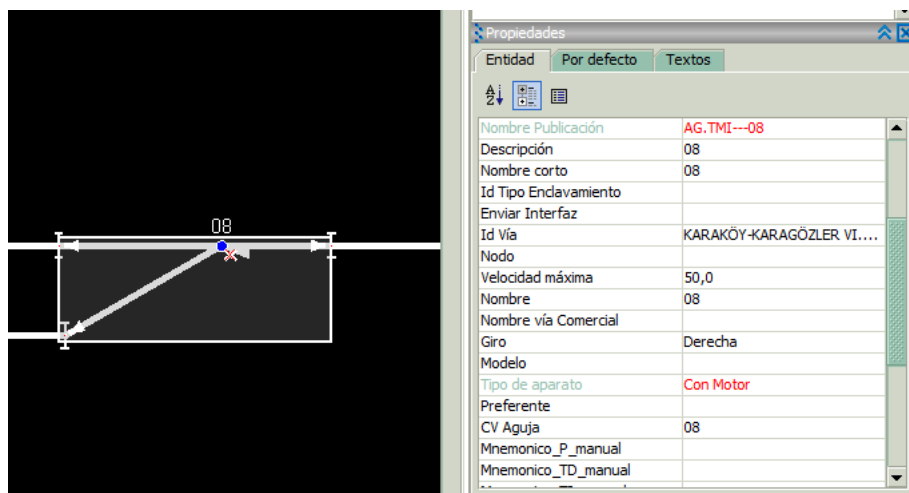 08
Propiedades
Entidad Por defecto Textos
Nombre Publicación AG.TMI---08
Descripción 08
Nombre corto 08
Id Tipo Enclavamiento
Enviar Interfaz
Id Vía KARAKÖY-KARAGÖZLER VI....
Nodo
Velocidad máxima 50,0
Nombre 08
Nombre vía Comercial
Giro Derecha
Modelo
Tipo de aparato Con Motor
Preferente
CV Aguja 08
Mnemonico_P_manual
Mnemonico_TD_manual